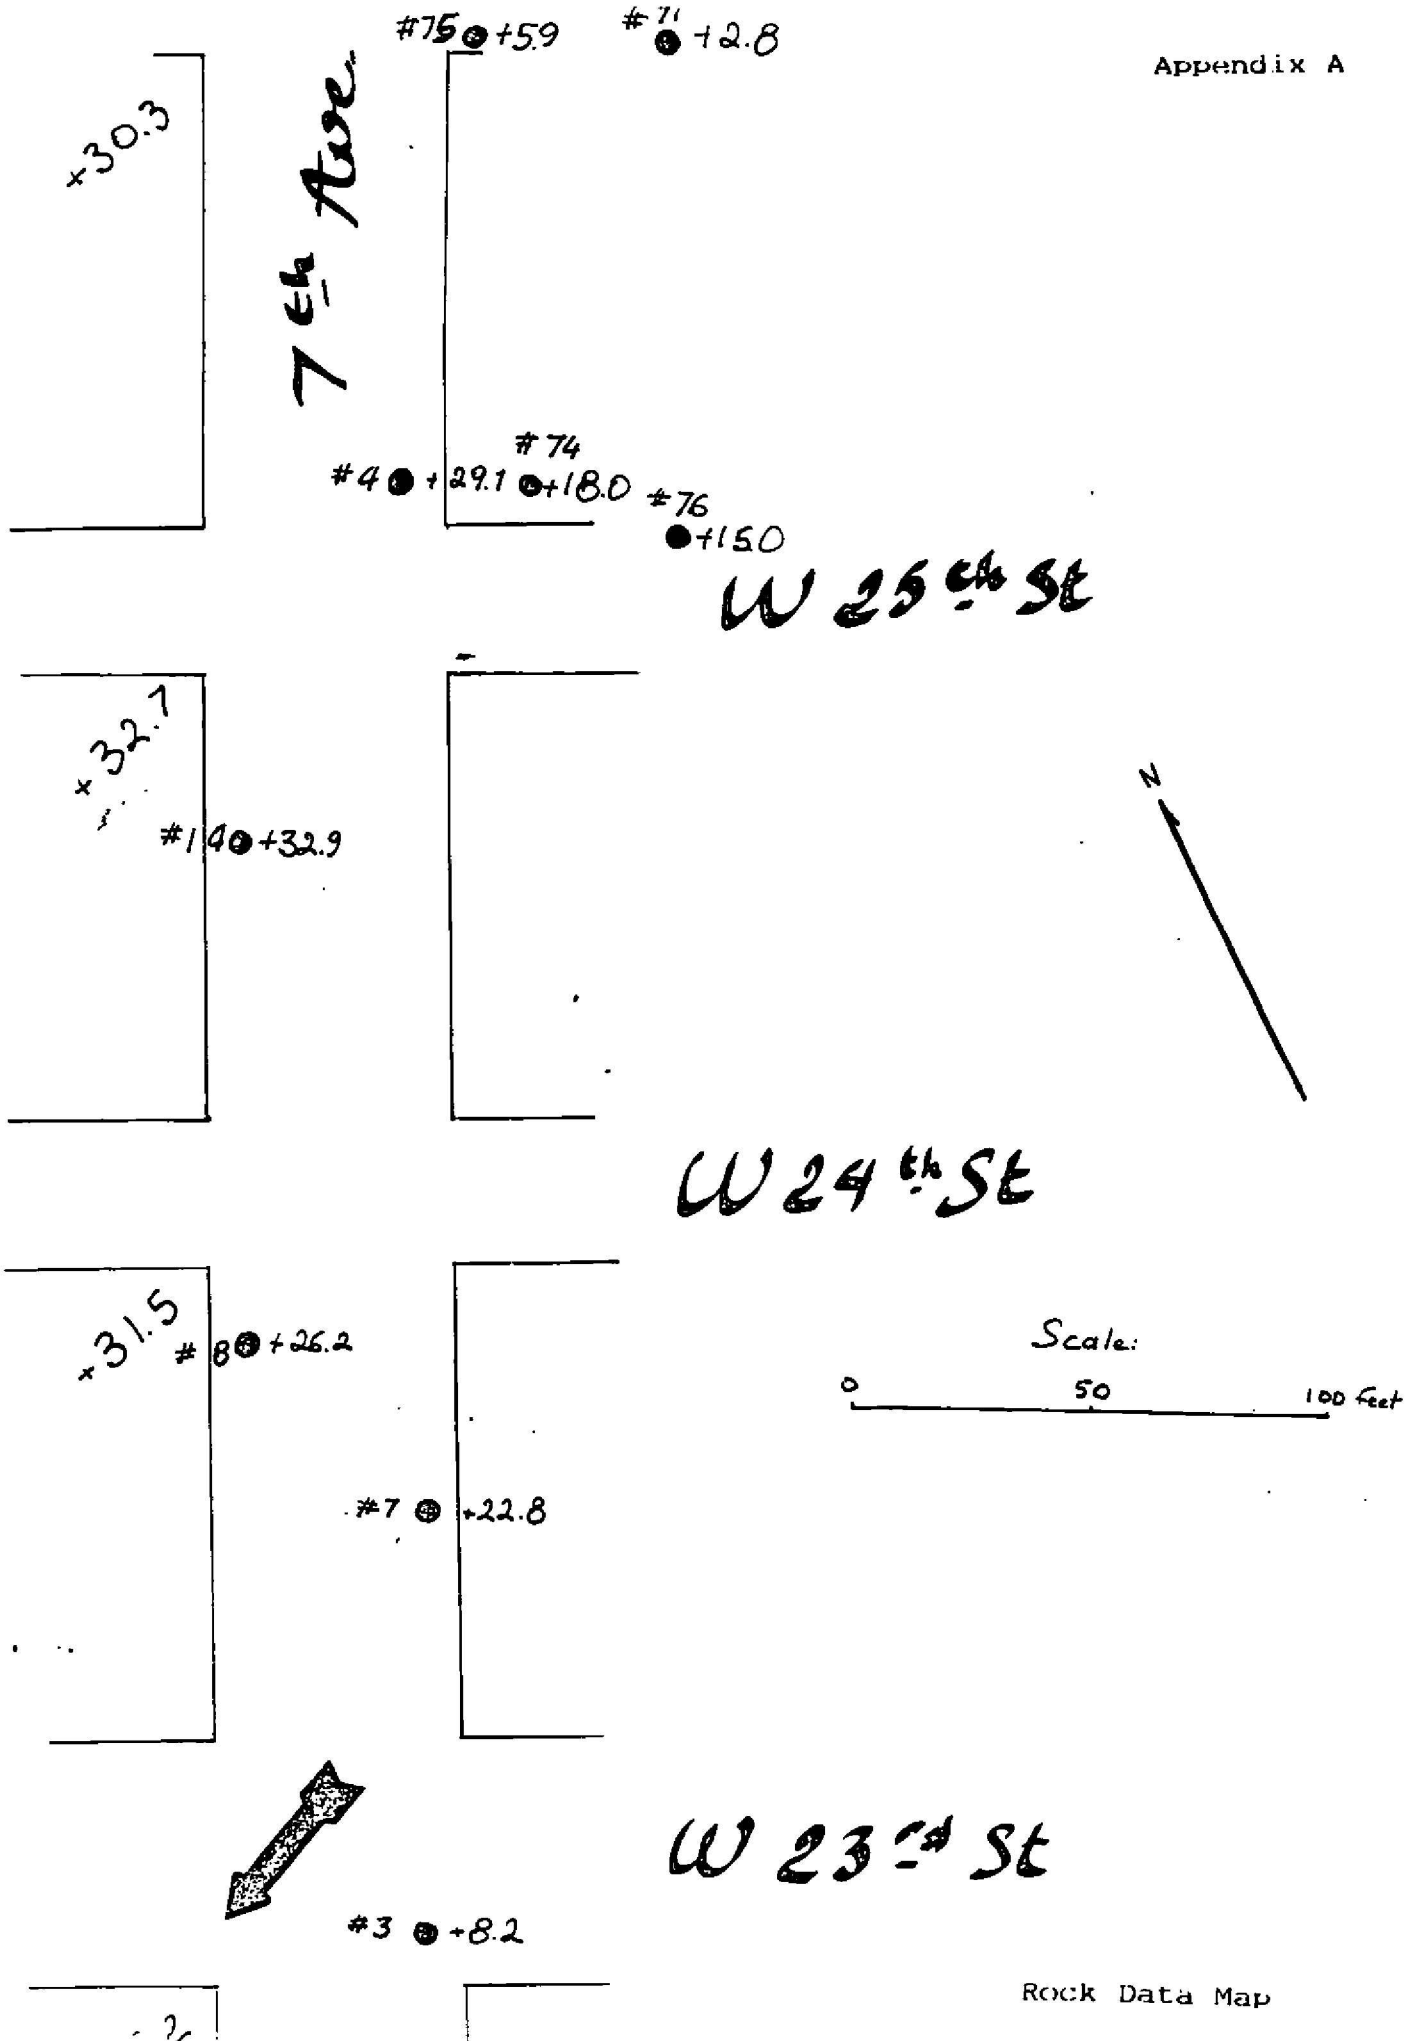 #75 +5.9
#71 +2.8
Appendix A
×30.3
7th Ave.
#4 +29.1
#74
+18.0
#76
+15.0
W 25th St
×32.7
#14 +32.9
N
W 24th St
×31.5
#8 +26.2
Scale:
0 50 100 feet
#7 +22.8
W 23rd St
#3 +8.2
Rock Data Map